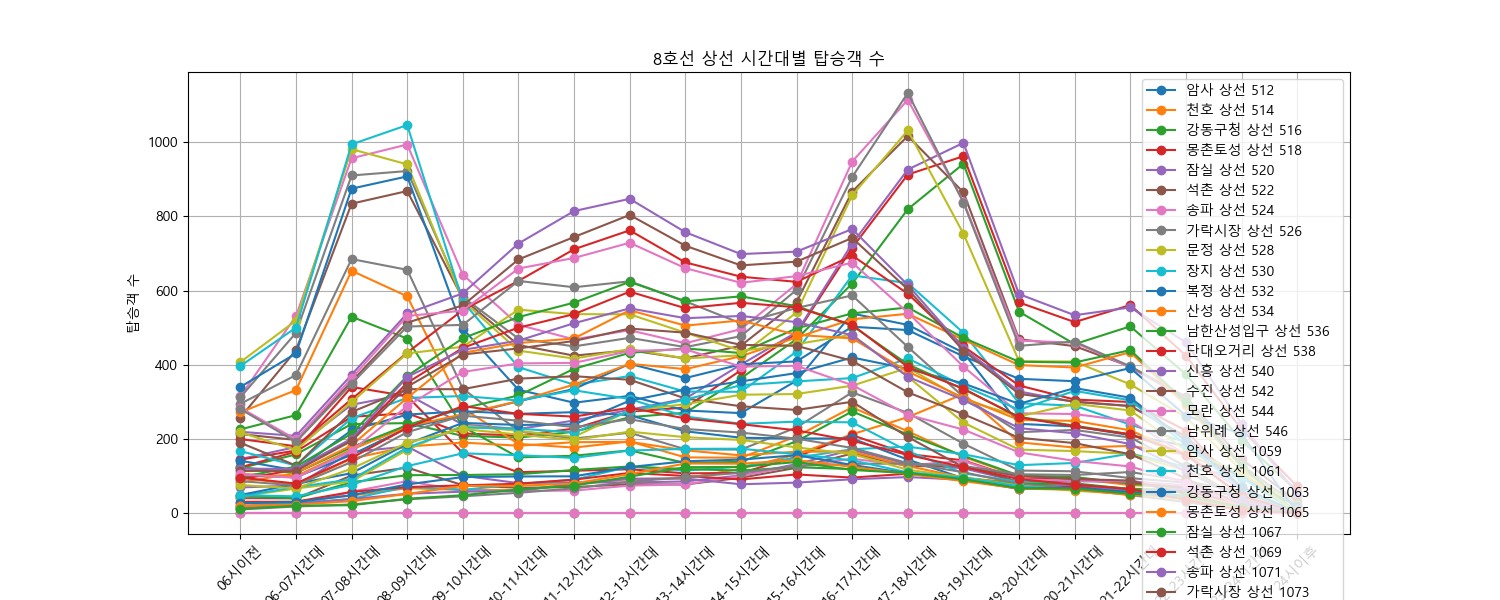 8호선 상선 시간대별 탑승객 수
탑승객 수
1000
800
600
400
200
0
06시이전
06-07시간대
07-08시간대
08-09시간대
09-10시간대
10-11시간대
11-12시간대
12-13시간대
13-14시간대
14-15시간대
15-16시간대
16-17시간대
17-18시간대
18-19시간대
19-20시간대
20-21시간대
21-22시간대
24시이후
암사 상선 512
천호 상선 514
강동구청 상선 516
몽촌토성 상선 518
잠실 상선 520
석촌 상선 522
송파 상선 524
가락시장 상선 526
문정 상선 528
장지 상선 530
복정 상선 532
산성 상선 534
남한산성입구 상선 536
단대오거리 상선 538
신흥 상선 540
수진 상선 542
모란 상선 544
남위례 상선 546
암사 상선 1059
천호 상선 1061
강동구청 상선 1063
몽촌토성 상선 1065
잠실 상선 1067
석촌 상선 1069
송파 상선 1071
가락시장 상선 1073